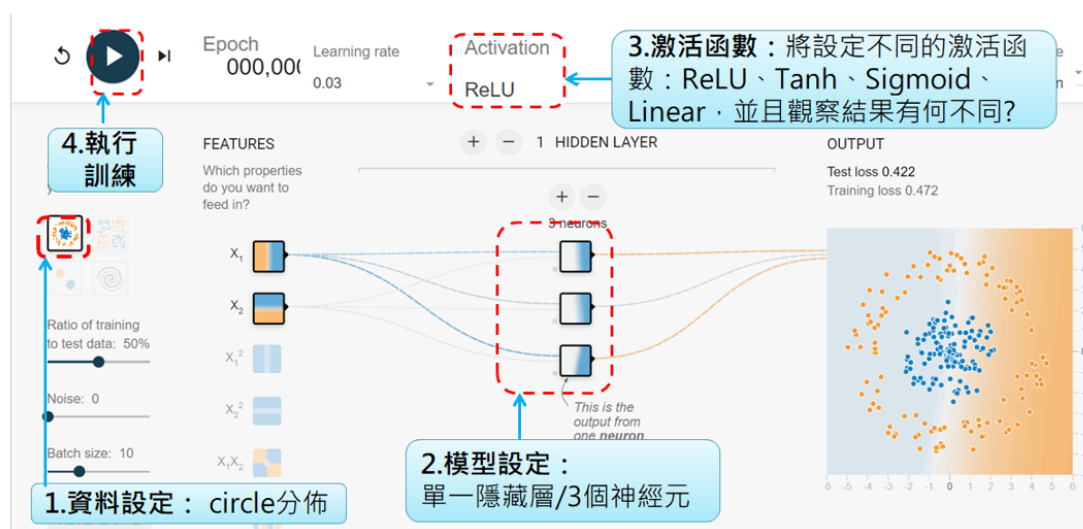 Epoch
000,00
Learning rate
0.03
Activation
ReLU
3.激活函數：將設定不同的激活函
數：ReLU、Tanh、Sigmoid、
Linear，並且觀察結果有何不同?
4.執行
訓練
FEATURES
Which properties
do you want to
feed in?
+ − 1 HIDDEN LAYER
+ −
3 neurons
OUTPUT
Test loss 0.422
Training loss 0.472
X1
X2
X1²
X2²
X1X2
Ratio of training
to test data: 50%
Noise: 0
Batch size: 10
This is the
output from
one neuron
2.模型設定：
單一隱藏層/3個神經元
1.資料設定： circle分佈
-6 -5 -4 -3 -2 -1 0 1 2 3 4 5 6